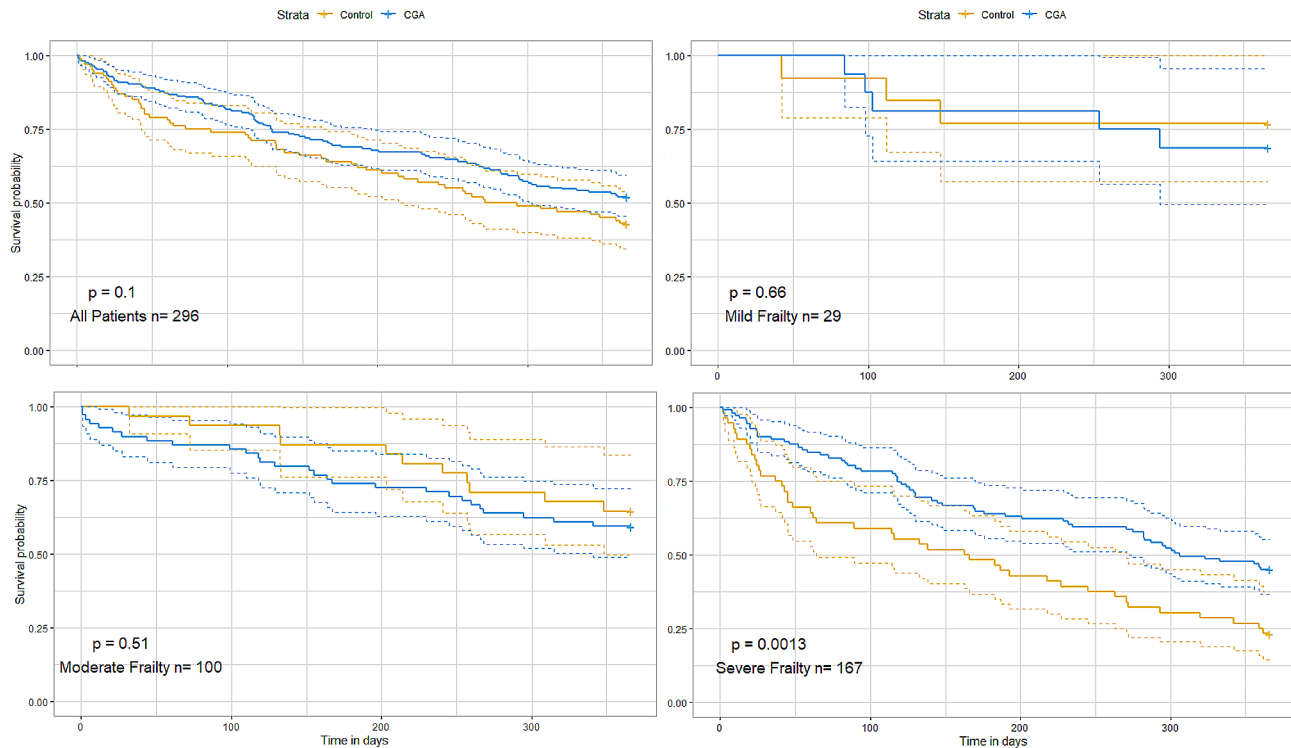 Strata Control CGA
Strata Control CGA
Survival probability
1.00
0.75
0.50
0.25
0.00
p = 0.1
All Patients n= 296
1.00
0.75
0.50
0.25
0.00
p = 0.66
Mild Frailty n= 29
0 100 200 300
Survival probability
1.00
0.75
0.50
0.25
0.00
p = 0.51
Moderate Frailty n= 100
0 100 200 300
Time in days
1.00
0.75
0.50
0.25
0.00
p = 0.0013
Severe Frailty n= 167
0 100 200 300
Time in days